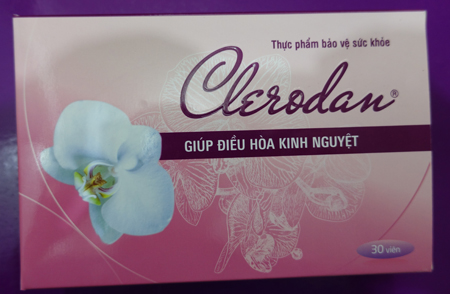 Thực phẩm bảo vệ sức khỏe
Clerodan®
GIÚP ĐIỀU HÒA KINH NGUYỆT
30 viên